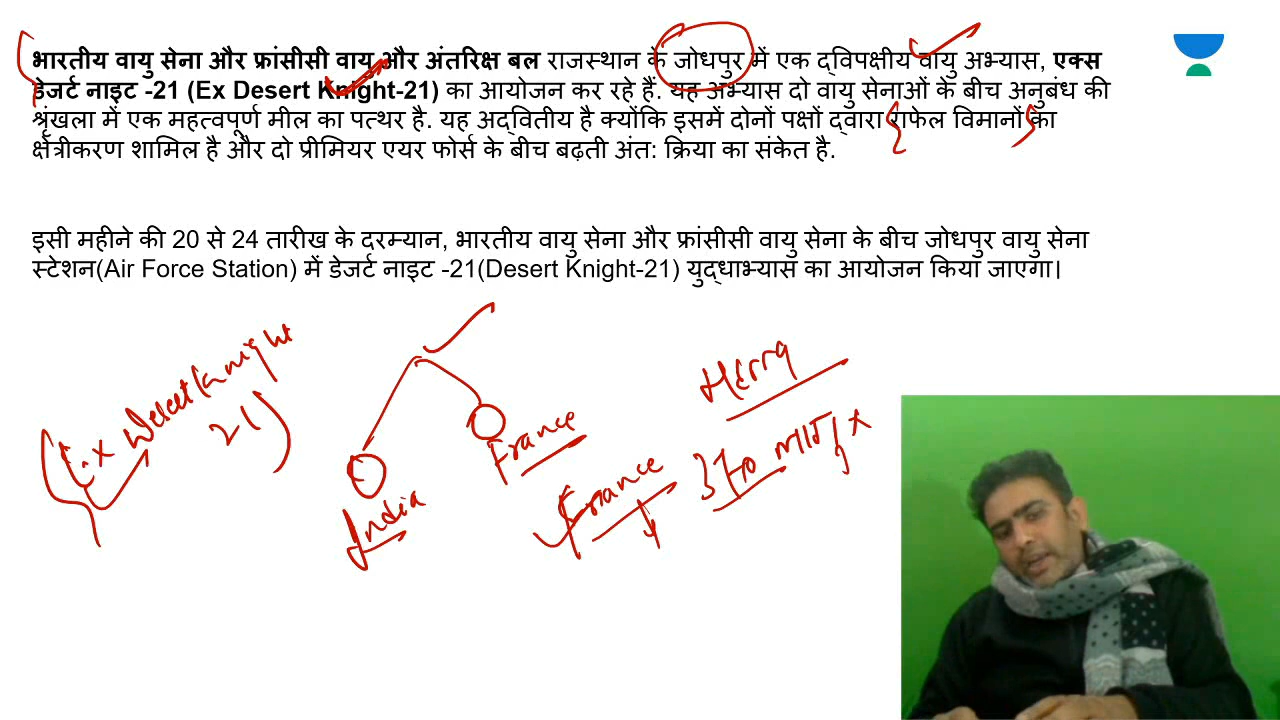 भारतीय वायु सेना और फ्रांसीसी वायु और अंतरिक्ष बल राजस्थान के जोधपुर में एक द्विपक्षीय वायु अभ्यास, एक्स
डेजर्ट नाइट -21 (Ex Desert Knight-21) का आयोजन कर रहे हैं. यह अभ्यास दो वायु सेनाओं के बीच अनुबंध की
श्रृंखला में एक महत्वपूर्ण मील का पत्थर है. यह अद्वितीय है क्योंकि इसमें दोनों पक्षों द्वारा राफेल विमानों का
क्षेत्रीकरण शामिल है और दो प्रीमियर एयर फोर्स के बीच बढ़ती अंत: क्रिया का संकेत है.
इसी महीने की 20 से 24 तारीख के दरम्यान, भारतीय वायु सेना और फ्रांसीसी वायु सेना के बीच जोधपुर वायु सेना
स्टेशन(Air Force Station) में डेजर्ट नाइट -21(Desert Knight-21) युद्धाभ्यास का आयोजन किया जाएगा।
Ex Desert Knight
21)
India
France
France